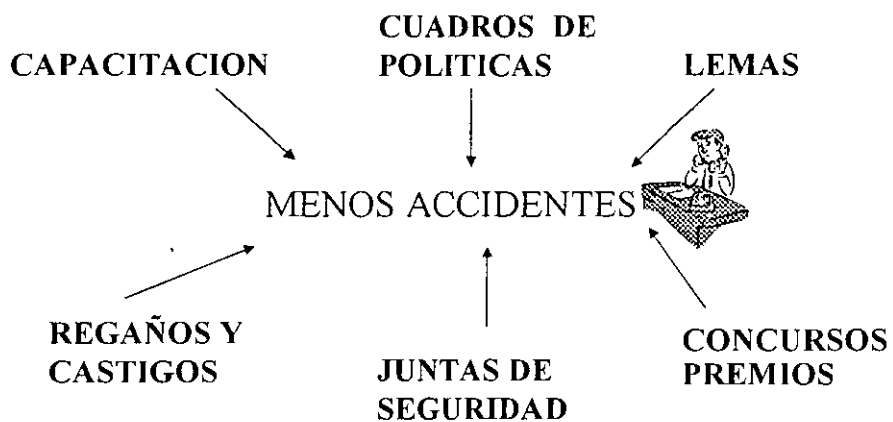 CUADROS DE
POLITICAS
CAPACITACION
LEMAS
MENOS ACCIDENTES
REGAÑOS Y
CASTIGOS
JUNTAS DE
SEGURIDAD
CONCURSOS
PREMIOS